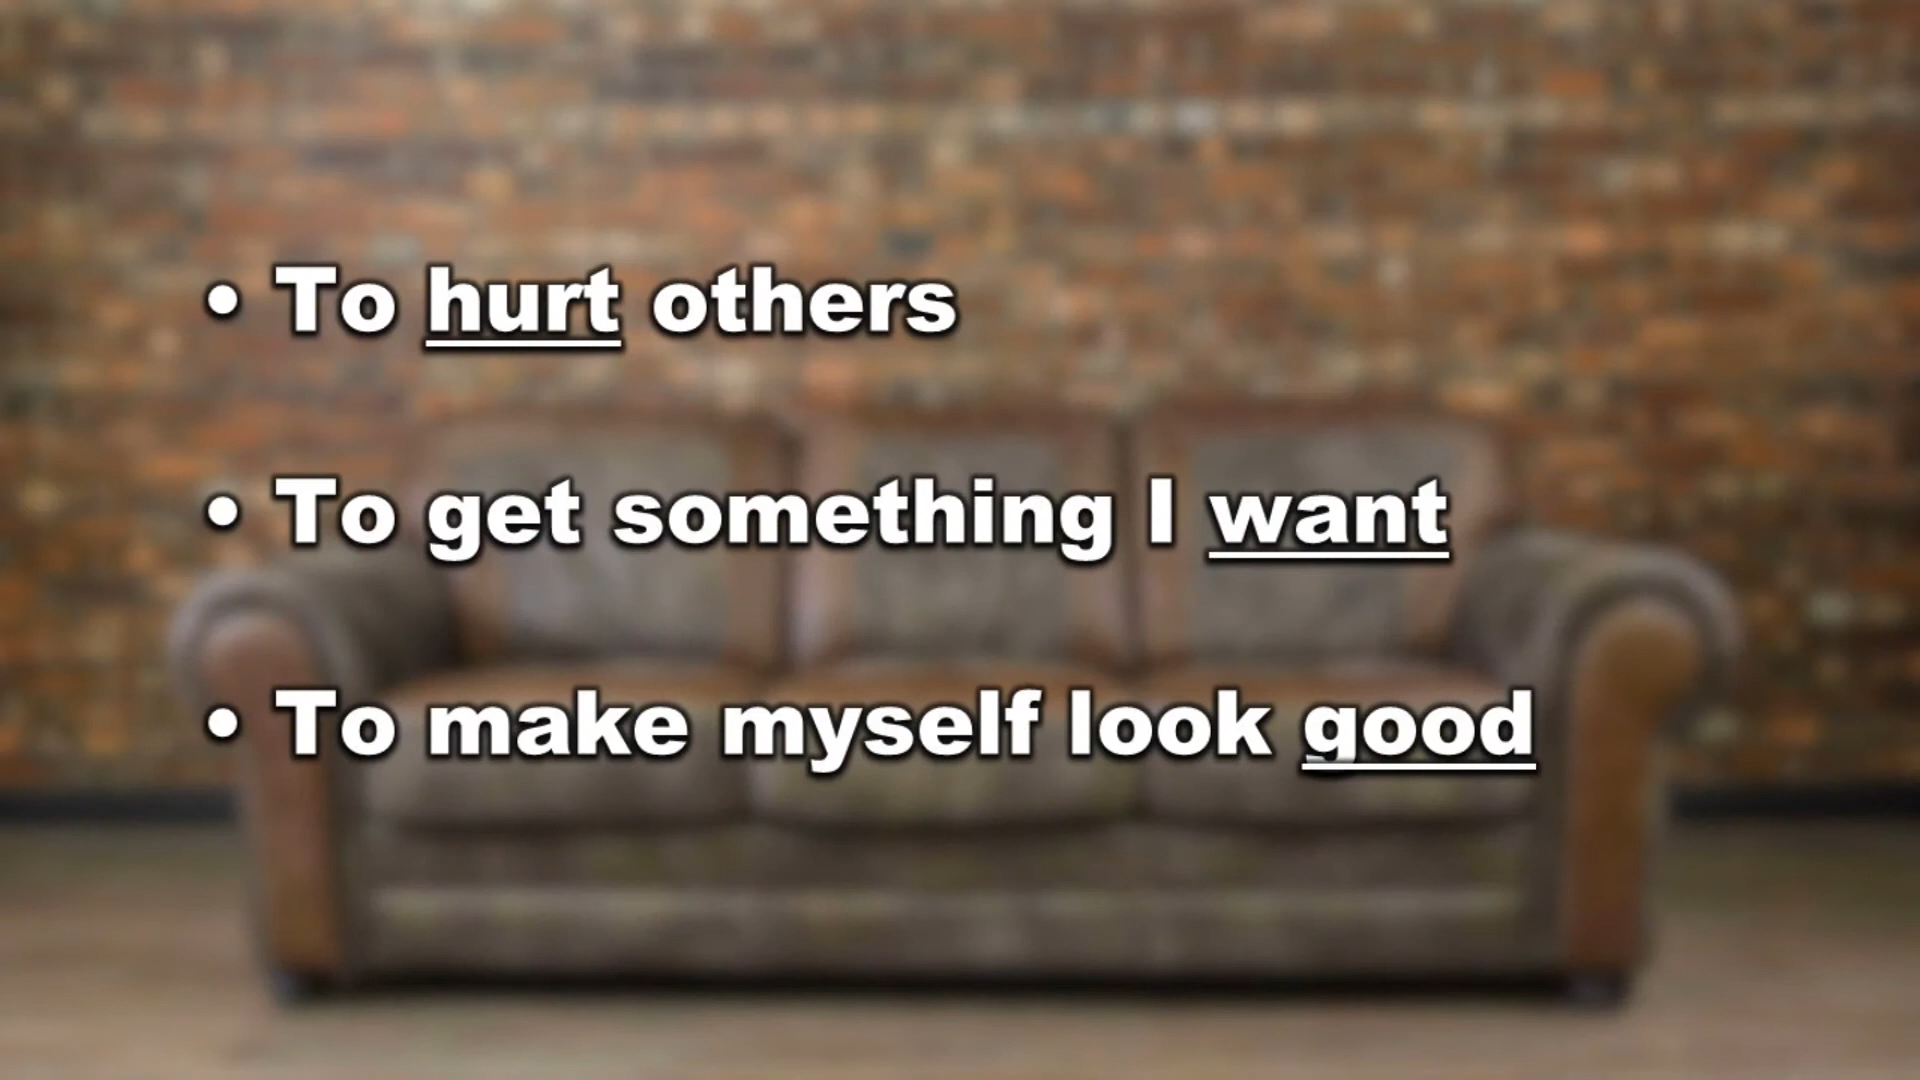 • To hurt others
• To get something I want
• To make myself look good